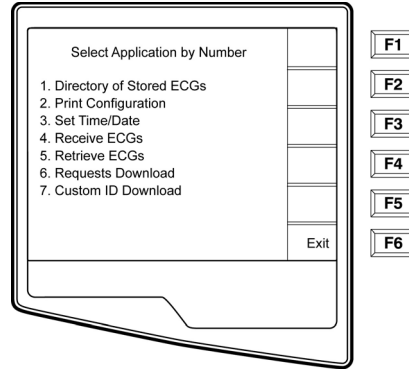 Select Application by Number
1. Directory of Stored ECGs
2. Print Configuration
3. Set Time/Date
4. Receive ECGs
5. Retrieve ECGs
6. Requests Download
7. Custom ID Download
Exit
F1
F2
F3
F4
F5
F6